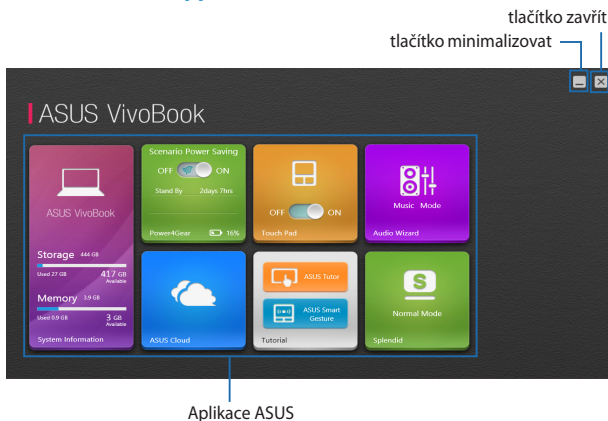 tlačítko zavřít
tlačítko minimalizovat
ASUS VivoBook
ASUS VivoBook
Storage 444 GB
Used 27 GB 417 GB
Available
Memory 3.9 GB
Used 0.9 GB 3 GB
Available
System Information
Scenario Power Saving
OFF ON
Stand By 2days 7hrs
Power4Gear 16%
OFF ON
Touch Pad
Music Mode
Audio Wizard
ASUS Cloud
ASUS Tutor
ASUS Smart
Gesture
Tutorial
S
Normal Mode
Splendid
Aplikace ASUS